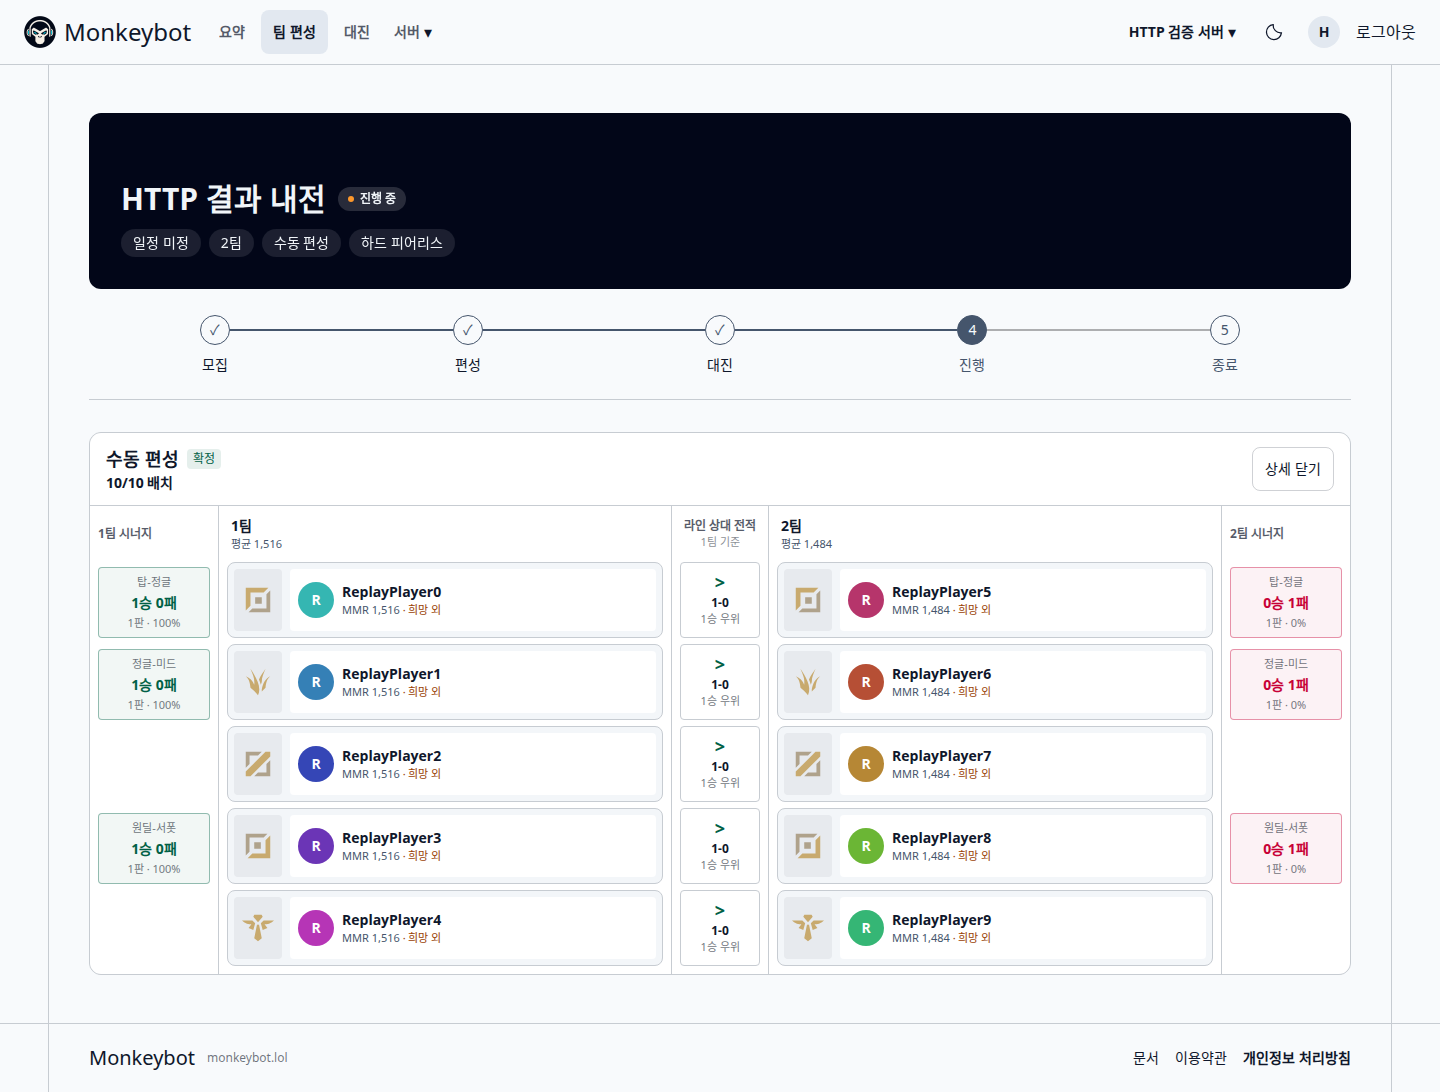 Monkeybot 요약 팀 편성 대진 서버 ▾ HTTP 검증 서버 ▾ H 로그아웃
HTTP 결과 내전 진행 중
일정 미정 2팀 수동 편성 하드 피어리스
✓ ✓ ✓ 4 5
모집 편성 대진 진행 종료
수동 편성 확정
10/10 배치
상세 닫기
1팀 시너지
탑-정글
1승 0패
1판 · 100%
정글-미드
1승 0패
1판 · 100%
원딜-서폿
1승 0패
1판 · 100%
1팀
평균 1,516
R ReplayPlayer0
MMR 1,516 · 희망 외
R ReplayPlayer1
MMR 1,516 · 희망 외
R ReplayPlayer2
MMR 1,516 · 희망 외
R ReplayPlayer3
MMR 1,516 · 희망 외
R ReplayPlayer4
MMR 1,516 · 희망 외
라인 상대 전적
1팀 기준
>
1-0
1승 우위
>
1-0
1승 우위
>
1-0
1승 우위
>
1-0
1승 우위
>
1-0
1승 우위
2팀
평균 1,484
R ReplayPlayer5
MMR 1,484 · 희망 외
R ReplayPlayer6
MMR 1,484 · 희망 외
R ReplayPlayer7
MMR 1,484 · 희망 외
R ReplayPlayer8
MMR 1,484 · 희망 외
R ReplayPlayer9
MMR 1,484 · 희망 외
2팀 시너지
탑-정글
0승 1패
1판 · 0%
정글-미드
0승 1패
1판 · 0%
원딜-서폿
0승 1패
1판 · 0%
Monkeybot monkeybot.lol 문서 이용약관 개인정보 처리방침